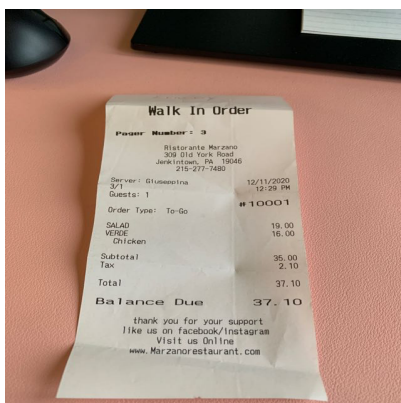 Walk In Order
Pager Number: 3
Ristorante Marzano
309 Old York Road
Jenkintown, PA 19046
215-277-7480
Server: Giuseppina 12/11/2020
3/1 12:29 PM
Guests: 1
#10001
Order Type: To-Go
SALAD 19.00
VERDE 16.00
Chicken
Subtotal 35.00
Tax 2.10
Total 37.10
Balance Due 37.10
thank you for your support
like us on facebook/Instagram
Visit us Online
www.Marzanorestaurant.com